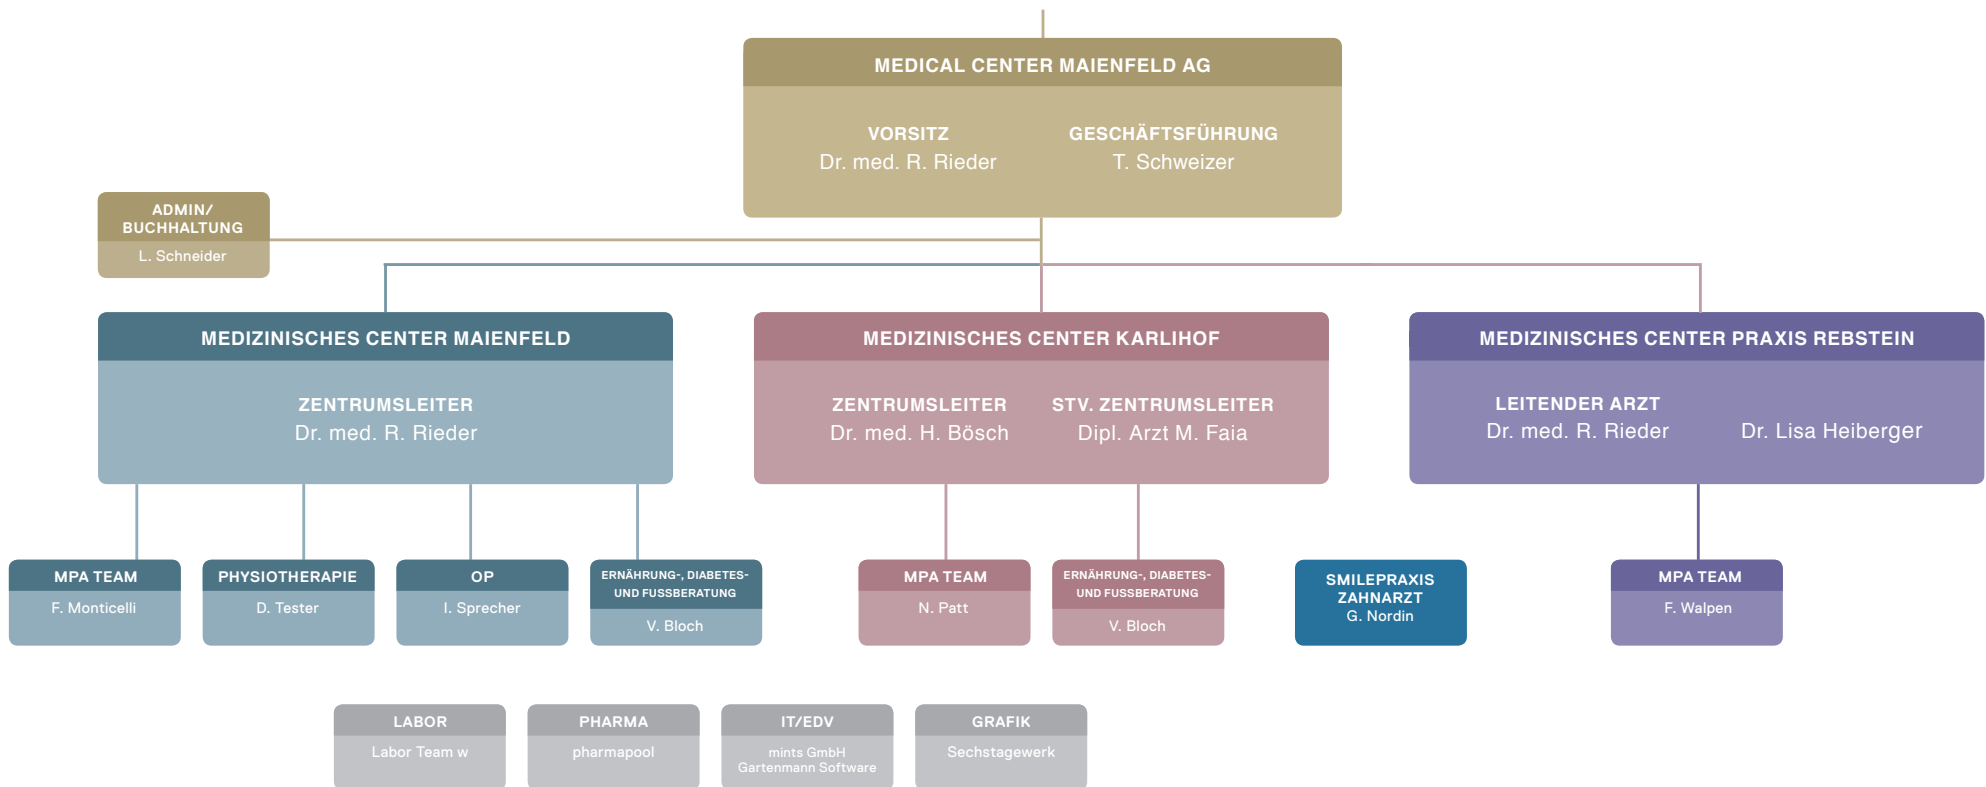 MEDICAL CENTER MAIENFELD AG
VORSITZ
Dr. med. R. Rieder
GESCHÄFTSFÜHRUNG
T. Schweizer
ADMIN/
BUCHHALTUNG
L. Schneider
MEDIZINISCHES CENTER MAIENFELD
ZENTRUMSLEITER
Dr. med. R. Rieder
MEDIZINISCHES CENTER KARLIHOF
ZENTRUMSLEITER
Dr. med. H. Bösch
STV. ZENTRUMSLEITER
Dipl. Arzt M. Faia
MEDIZINISCHES CENTER PRAXIS REBSTEIN
LEITENDER ARZT
Dr. med. R. Rieder
Dr. Lisa Heiberger
MPA TEAM
F. Monticelli
PHYSIOTHERAPIE
D. Tester
OP
I. Sprecher
ERNÄHRUNG-, DIABETES-
UND FUSSBERATUNG
V. Bloch
MPA TEAM
N. Patt
ERNÄHRUNG-, DIABETES-
UND FUSSBERATUNG
V. Bloch
SMILEPRAXIS
ZAHNARZT
G. Nordin
MPA TEAM
F. Walpen
LABOR
Labor Team w
PHARMA
pharmapool
IT/EDV
mints GmbH
Gartenmann Software
GRAFIK
Sechstagewerk